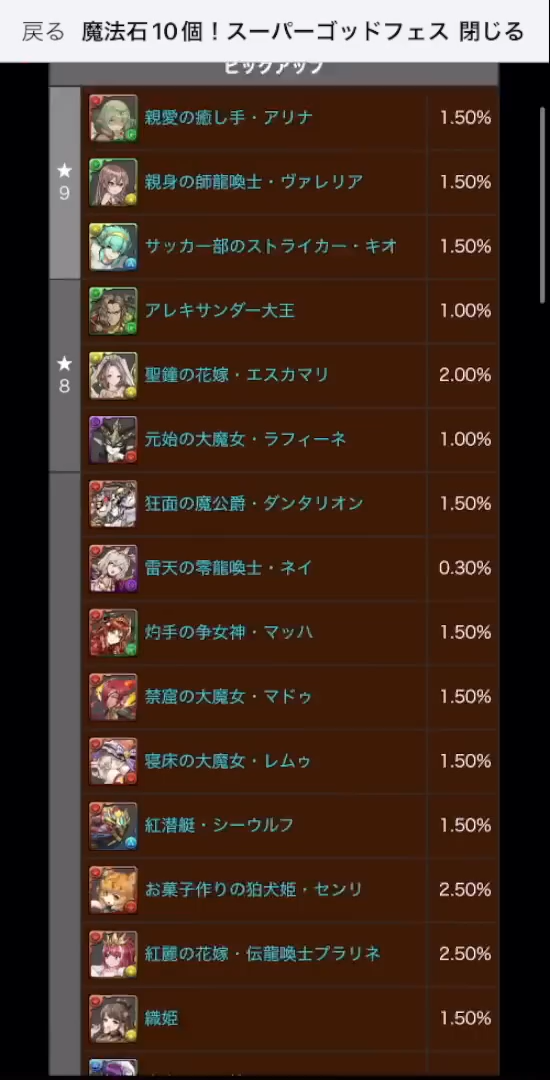 戻る 魔法石10個！スーパーゴッドフェス 閉じる
ピックアップ
★9
親愛の癒し手・アリナ 1.50%
親身の師龍喚士・ヴァレリア 1.50%
サッカー部のストライカー・キオ 1.50%
★8
アレキサンダー大王 1.00%
聖鐘の花嫁・エスカマリ 2.00%
元始の大魔女・ラフィーネ 1.00%
狂面の魔公爵・ダンタリオン 1.50%
雷天の零龍喚士・ネイ 0.30%
灼手の争女神・マッハ 1.50%
禁窟の大魔女・マドゥ 1.50%
寝床の大魔女・レムゥ 1.50%
紅潜艇・シーウルフ 1.50%
お菓子作りの狛犬姫・センリ 2.50%
紅麗の花嫁・伝龍喚士プラリネ 2.50%
織姫 1.50%